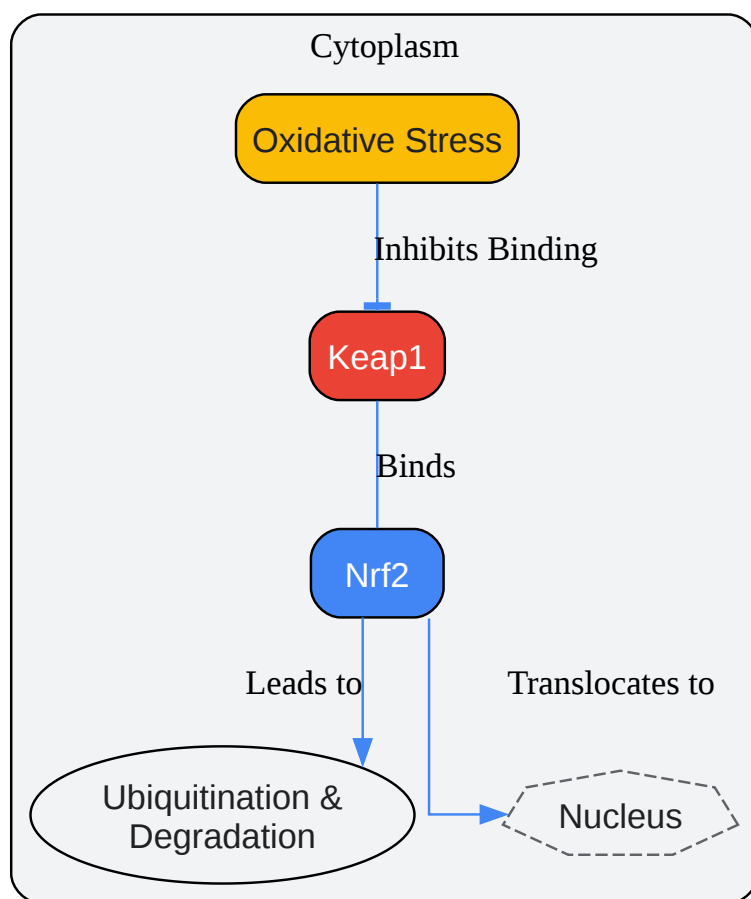 Cytoplasm
Oxidative Stress
Inhibits Binding
Keap1
Binds
Nrf2
Leads to
Translocates to
Ubiquitination &
Degradation
Nucleus